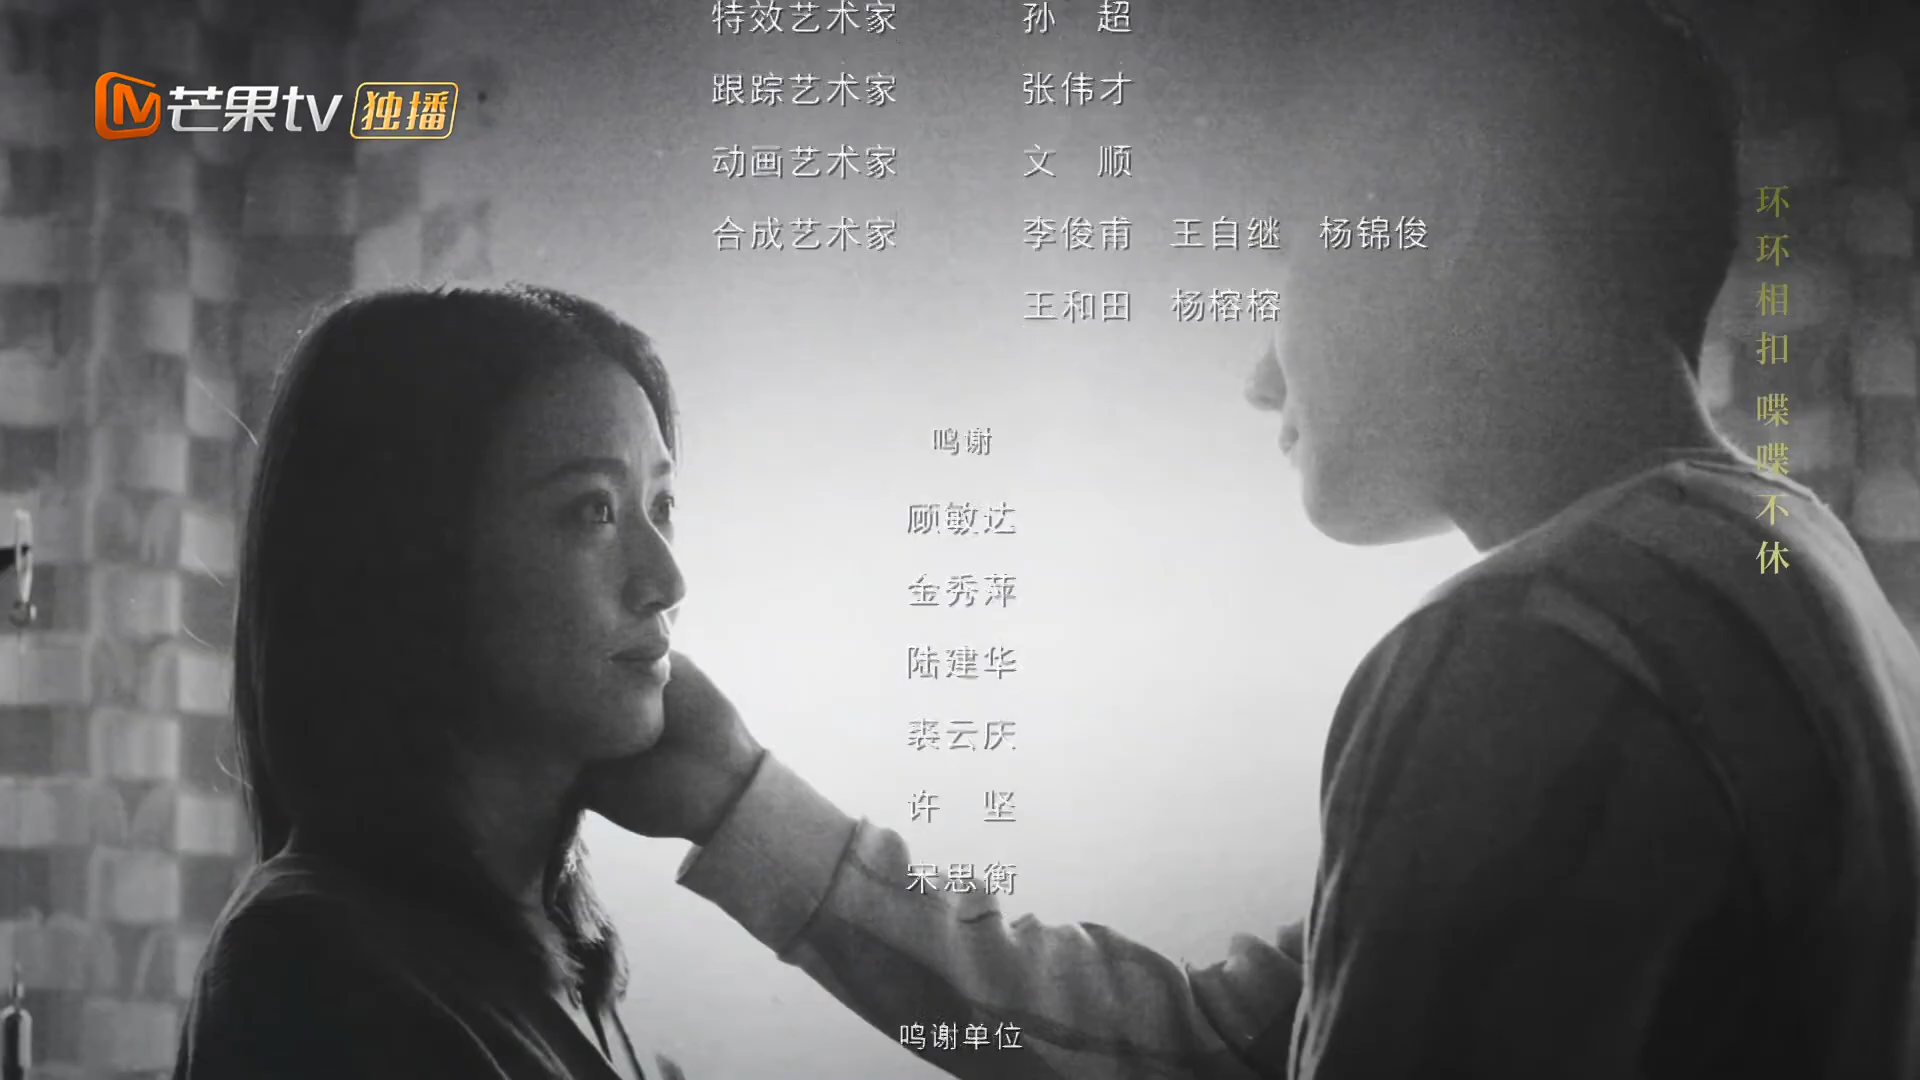 特效艺术家 孙 超
芒果tv 独播
跟踪艺术家 张伟才
动画艺术家 文 顺
合成艺术家 李俊甫 王自继 杨锦俊
王和田 杨榕榕
环环相扣 喋喋不休
鸣谢
顾敏达
金秀萍
陆建华
裘云庆
许 坚
宋思衡
鸣谢单位